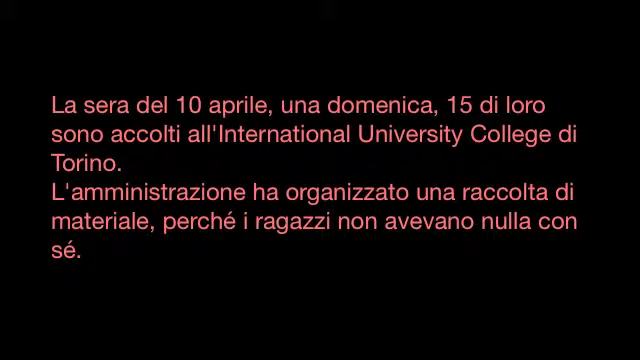 La sera del 10 aprile, una domenica, 15 di loro
sono accolti all'International University College di
Torino.
L'amministrazione ha organizzato una raccolta di
materiale, perché i ragazzi non avevano nulla con
sé.